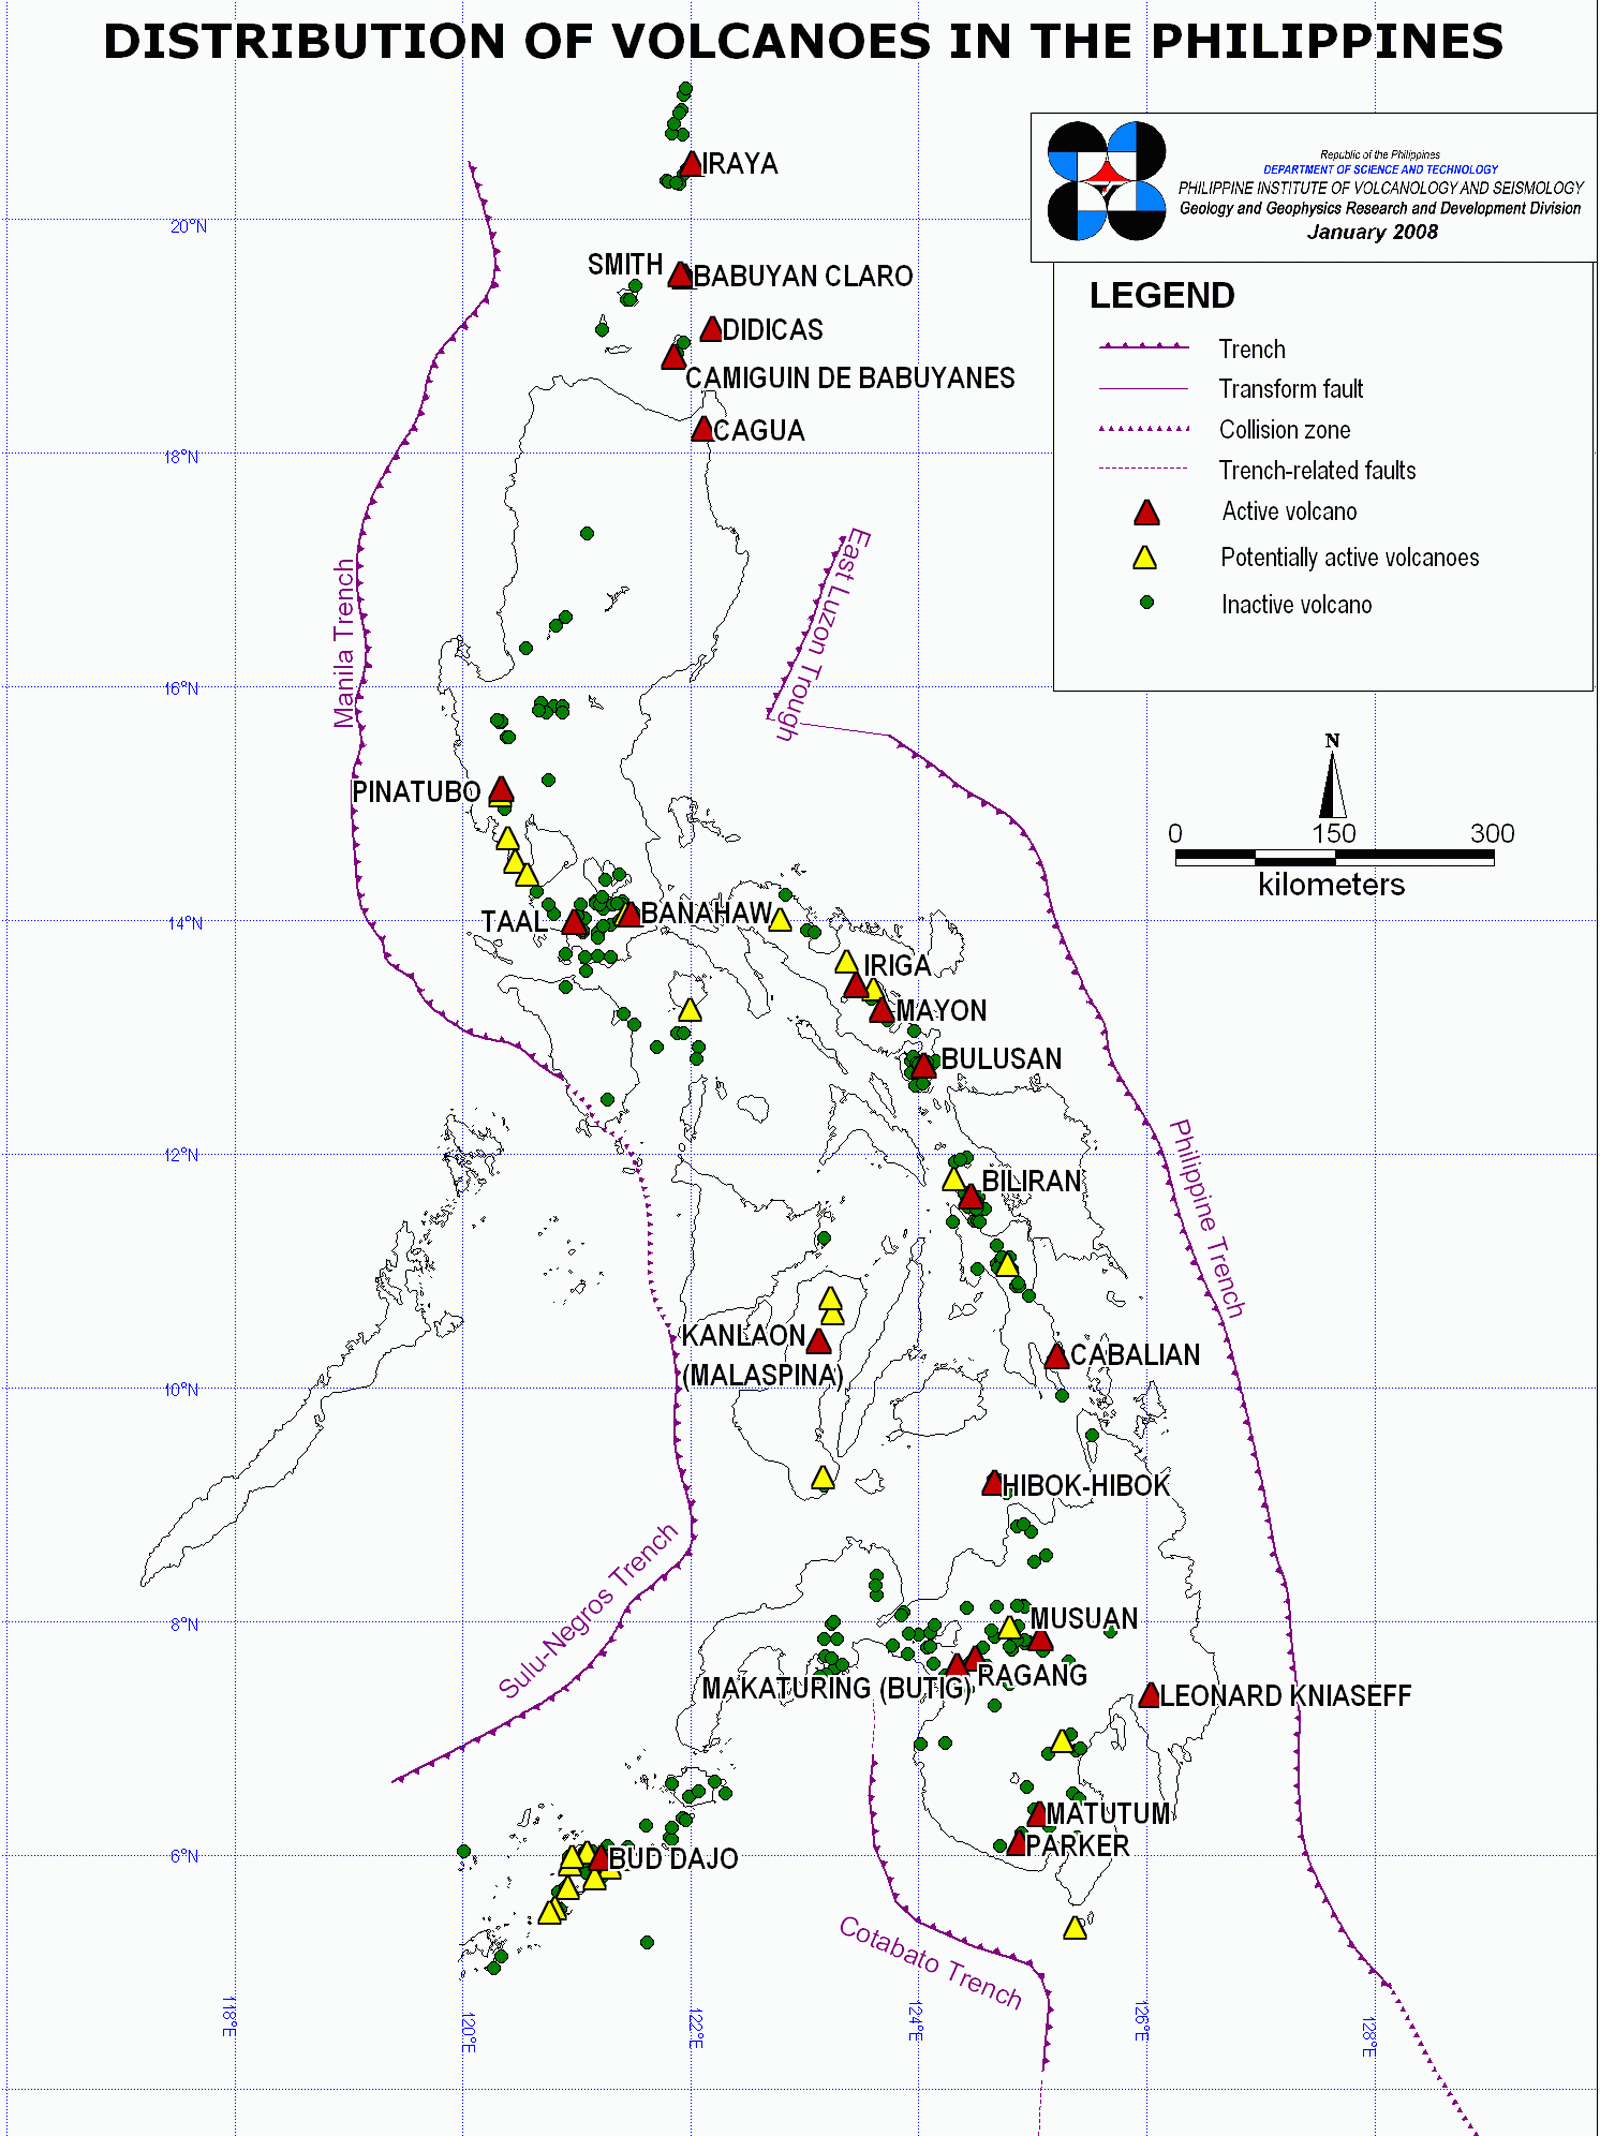 DISTRIBUTION OF VOLCANOES IN THE PHILIPPINES
Republic of the Philippines
DEPARTMENT OF SCIENCE AND TECHNOLOGY
PHILIPPINE INSTITUTE OF VOLCANOLOGY AND SEISMOLOGY
Geology and Geophysics Research and Development Division
January 2008
LEGEND
Trench
Transform fault
Collision zone
Trench-related faults
Active volcano
Potentially active volcanoes
Inactive volcano
N
0 150 300
kilometers
IRAYA
20°N
SMITH
BABUYAN CLARO
DIDICAS
CAMIGUIN DE BABUYANES
CAGUA
18°N
Manila Trench
East Luzon Trough
16°N
PINATUBO
TAAL
BANAHAW
14°N
IRIGA
MAYON
BULUSAN
12°N
BILIRAN
Philippine Trench
KANLAON
(MALASPINA)
CABALIAN
10°N
HIBOK-HIBOK
Sulu-Negros Trench
8°N
MUSUAN
RAGANG
MAKATURING (BUTIG)
LEONARD KNIASEFF
MATUTUM
PARKER
6°N
BUD DAJO
Cotabato Trench
118°E
120°E
122°E
124°E
126°E
128°E